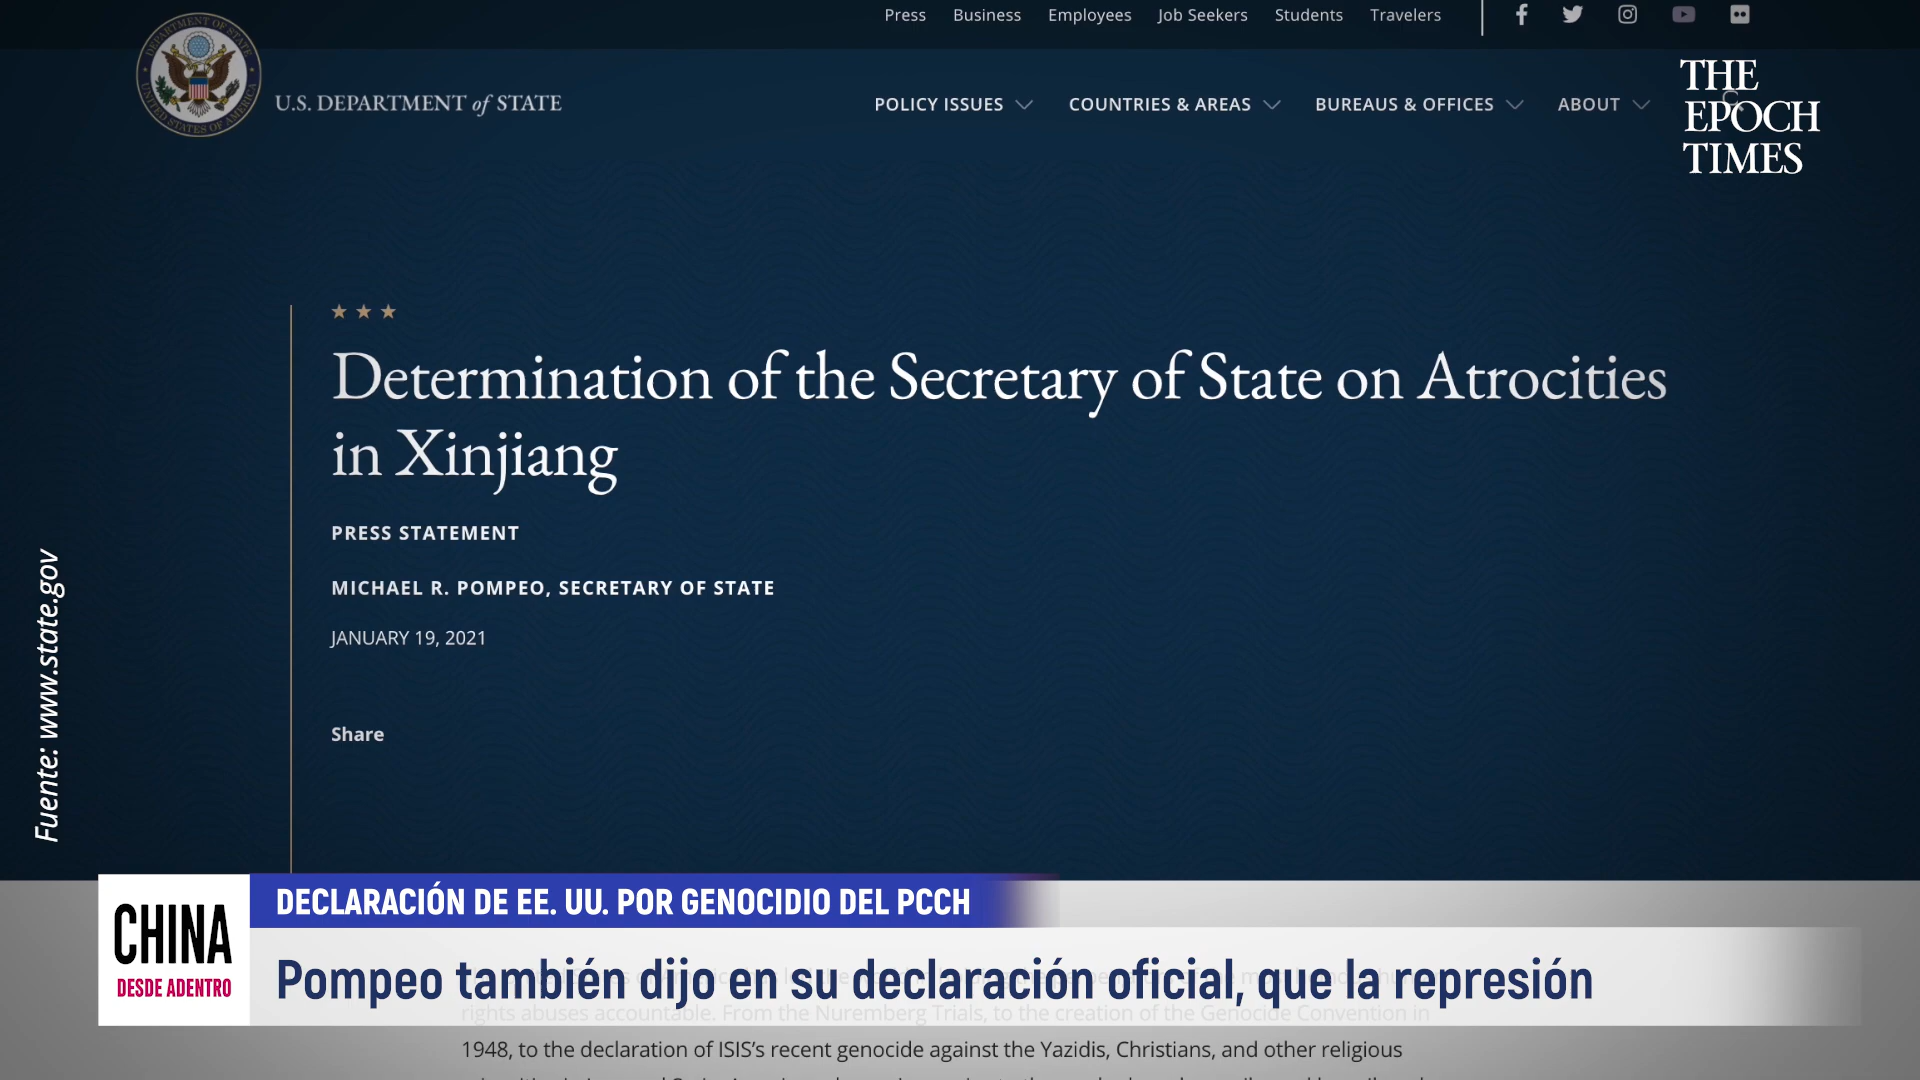 Press Business Employees Job Seekers Students Travelers
U.S. DEPARTMENT of STATE
POLICY ISSUES COUNTRIES & AREAS BUREAUS & OFFICES ABOUT
THE
EPOCH
TIMES
Determination of the Secretary of State on Atrocities
in Xinjiang
PRESS STATEMENT
MICHAEL R. POMPEO, SECRETARY OF STATE
JANUARY 19, 2021
Share
Fuente: www.state.gov
CHINA
DESDE ADENTRO
DECLARACIÓN DE EE. UU. POR GENOCIDIO DEL PCCH
Pompeo también dijo en su declaración oficial, que la represión
rights abuses accountable. From the Nuremberg Trials, to the creation of the Genocide Convention in
1948, to the declaration of ISIS's recent genocide against the Yazidis, Christians, and other religious